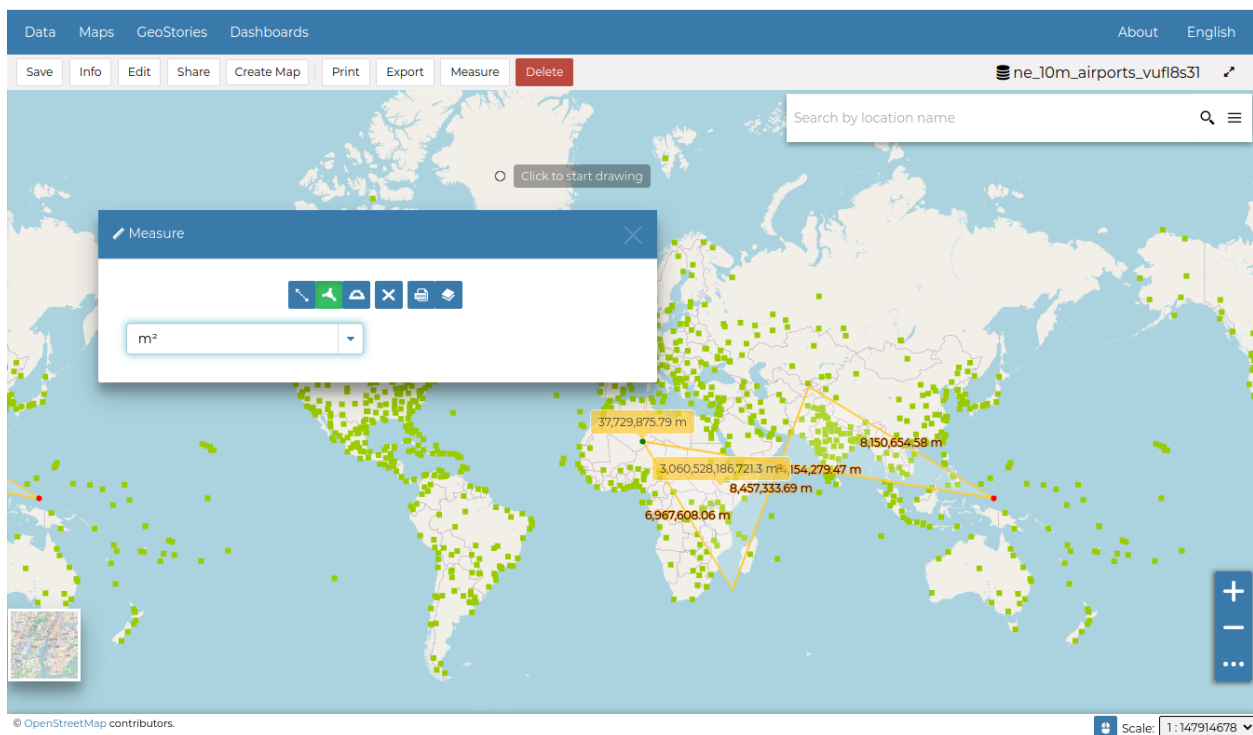 Data Maps GeoStories Dashboards About English
Save Info Edit Share Create Map Print Export Measure Delete ne_10m_airports_vufl8s31
Search by location name
Click to start drawing
Measure
m²
37,729,875.79 m
8,150,654.58 m
3,060,528,186,721.3 m² 154,279.47 m
8,457,333.69 m
6,967,608.06 m
© OpenStreetMap contributors.
Scale: 1 : 147914678